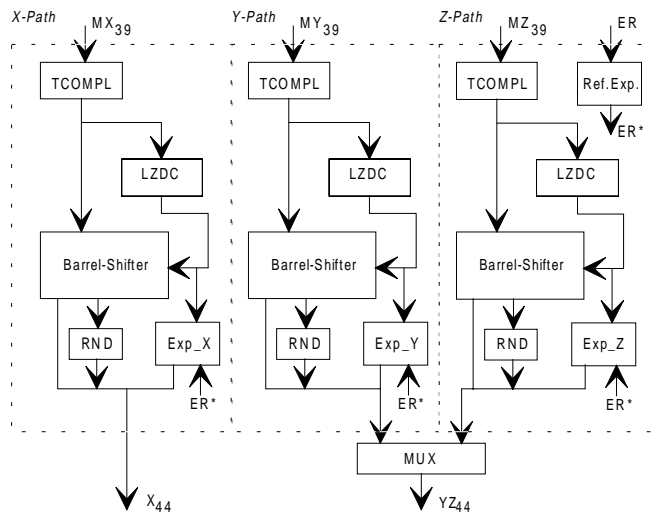 X-Path MX39 Y-Path MY39 Z-Path MZ39 ER
TCOMPL TCOMPL TCOMPL Ref.Exp.
ER*
LZDC LZDC LZDC
Barrel-Shifter Barrel-Shifter Barrel-Shifter
RND Exp_X RND Exp_Y RND Exp_Z
ER* ER* ER*
MUX
X44 YZ44